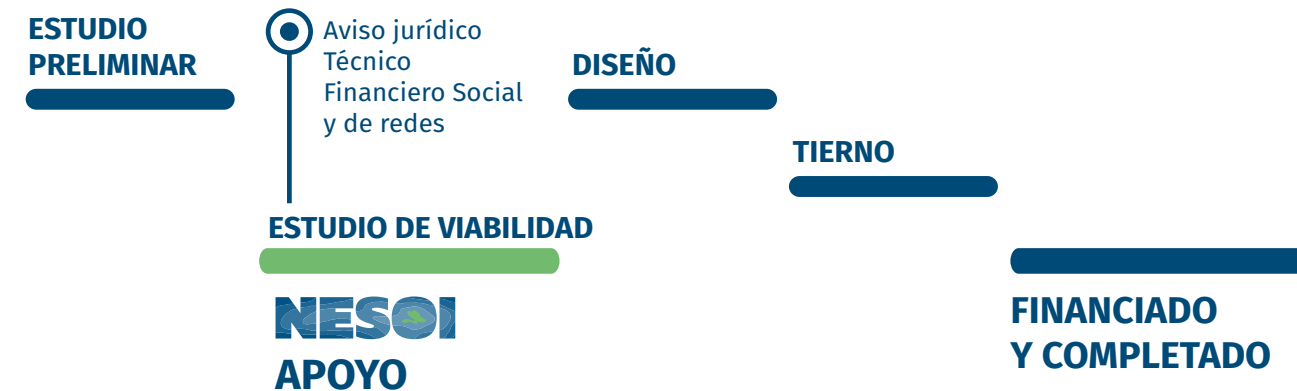 ESTUDIO
PRELIMINAR
Aviso jurídico
Técnico
Financiero Social
y de redes
DISEÑO
TIERNO
ESTUDIO DE VIABILIDAD
NESOI
APOYO
FINANCIADO
Y COMPLETADO